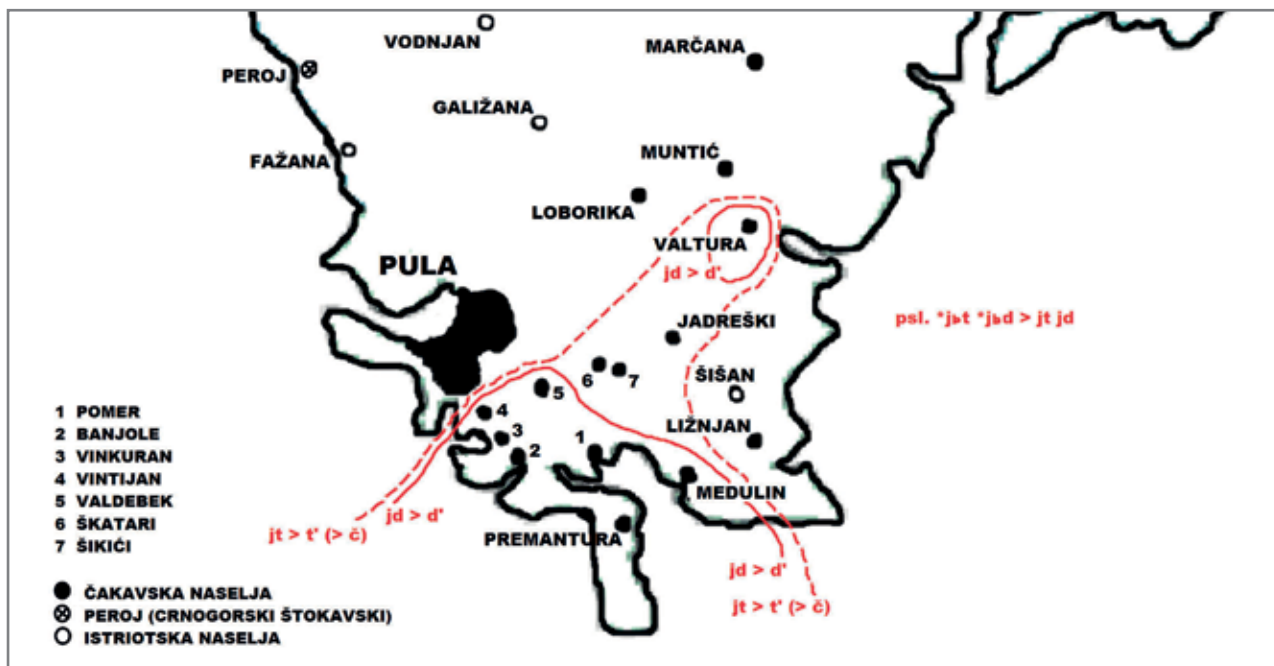 VODNJAN
MARČANA
PEROJ
GALIŽANA
FAŽANA
MUNTIĆ
LOBORIKA
VALTURA
PULA
jd > d'
psl. *jьt *jьd > jt jd
JADREŠKI
6
7
ŠIŠAN
5
1 POMER
2 BANJOLE
3 VINKURAN
4 VINTIJAN
5 VALDEBEK
6 ŠKATARI
7 ŠIKIĆI
4
3
2
1
LIŽNJAN
MEDULIN
jd > d'
jt > t' (> č)
PREMANTURA
jd > d'
jt > t' (> č)
ČAKAVSKA NASELJA
PEROJ (CRNOGORSKI ŠTOKAVSKI)
ISTRIOTSKA NASELJA